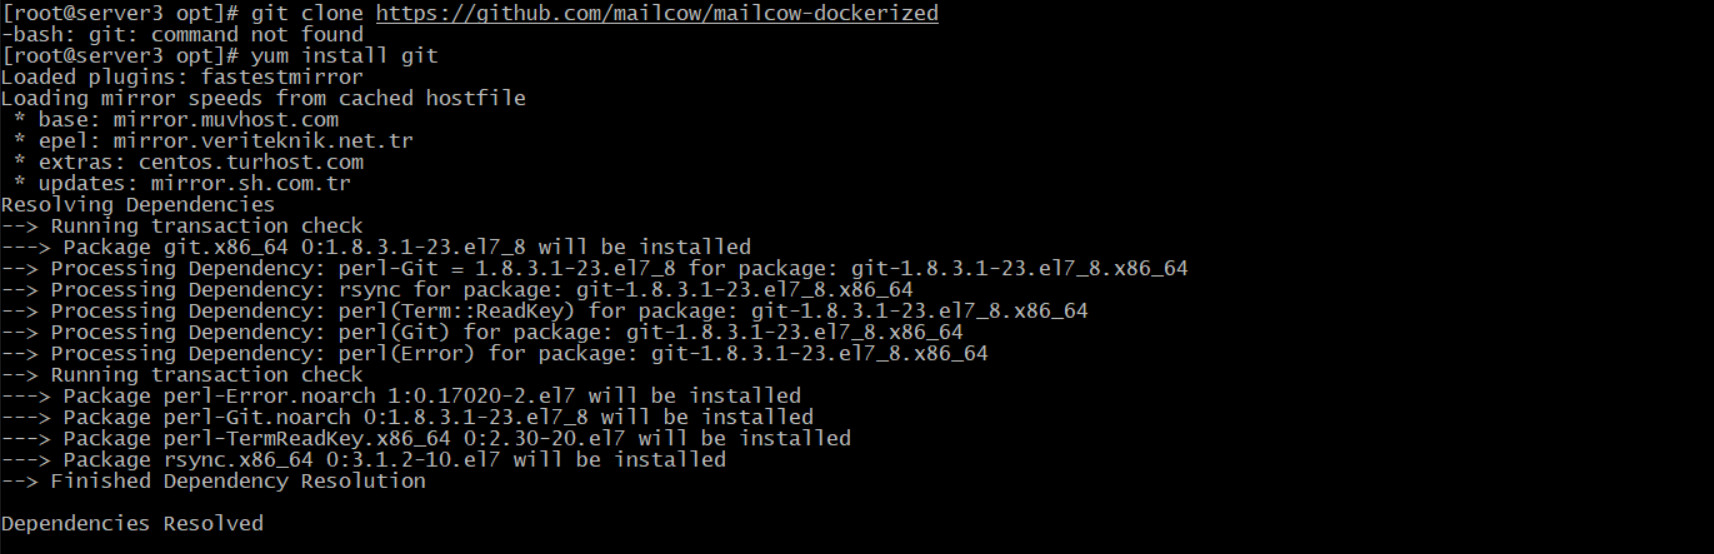 [root@server3 opt]# git clone https://github.com/mailcow/mailcow-dockerized
-bash: git: command not found
[root@server3 opt]# yum install git
Loaded plugins: fastestmirror
Loading mirror speeds from cached hostfile
 * base: mirror.muvhost.com
 * epel: mirror.veriteknik.net.tr
 * extras: centos.turhost.com
 * updates: mirror.sh.com.tr
Resolving Dependencies
--> Running transaction check
---> Package git.x86_64 0:1.8.3.1-23.el7_8 will be installed
--> Processing Dependency: perl-Git = 1.8.3.1-23.el7_8 for package: git-1.8.3.1-23.el7_8.x86_64
--> Processing Dependency: rsync for package: git-1.8.3.1-23.el7_8.x86_64
--> Processing Dependency: perl(Term::ReadKey) for package: git-1.8.3.1-23.el7_8.x86_64
--> Processing Dependency: perl(Git) for package: git-1.8.3.1-23.el7_8.x86_64
--> Processing Dependency: perl(Error) for package: git-1.8.3.1-23.el7_8.x86_64
--> Running transaction check
---> Package perl-Error.noarch 1:0.17020-2.el7 will be installed
---> Package perl-Git.noarch 0:1.8.3.1-23.el7_8 will be installed
---> Package perl-TermReadKey.x86_64 0:2.30-20.el7 will be installed
---> Package rsync.x86_64 0:3.1.2-10.el7 will be installed
--> Finished Dependency Resolution

Dependencies Resolved